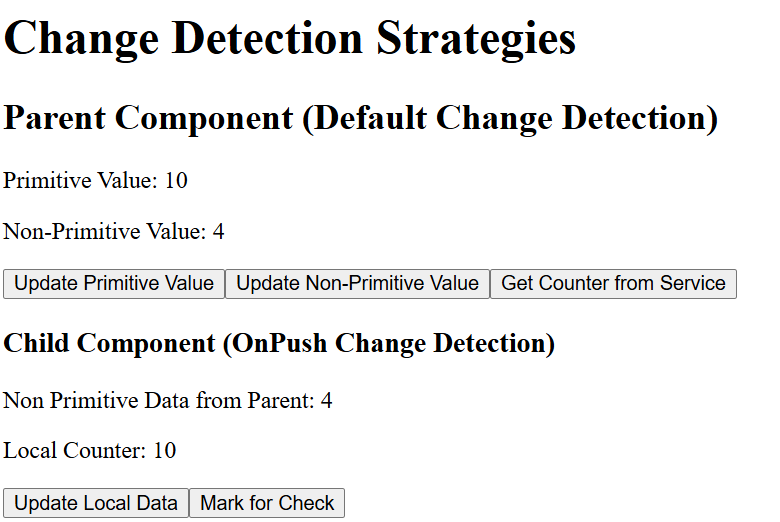 Change Detection Strategies
Parent Component (Default Change Detection)
Primitive Value: 10
Non-Primitive Value: 4
Update Primitive Value Update Non-Primitive Value Get Counter from Service
Child Component (OnPush Change Detection)
Non Primitive Data from Parent: 4
Local Counter: 10
Update Local Data Mark for Check